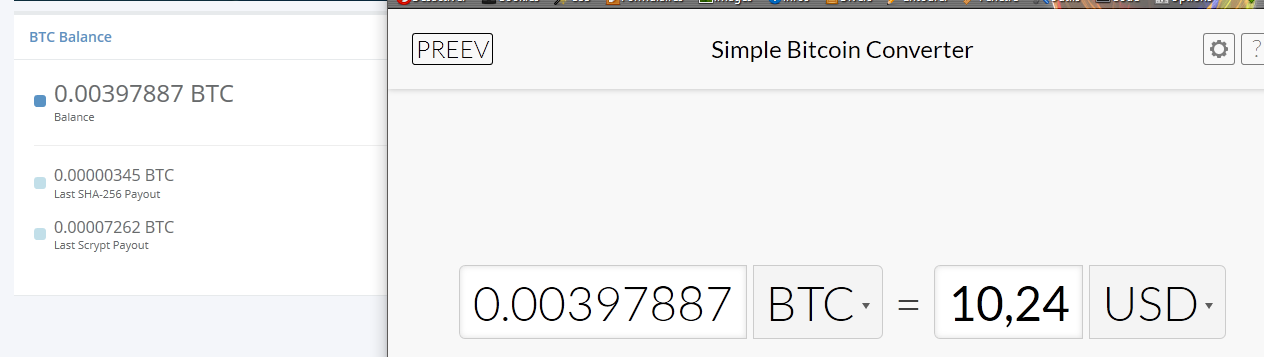 BTC Balance
0.00397887 BTC
Balance
0.00000345 BTC
Last SHA-256 Payout
0.00007262 BTC
Last Scrypt Payout
PREEV
Simple Bitcoin Converter
?
0.00397887 BTC = 10,24 USD